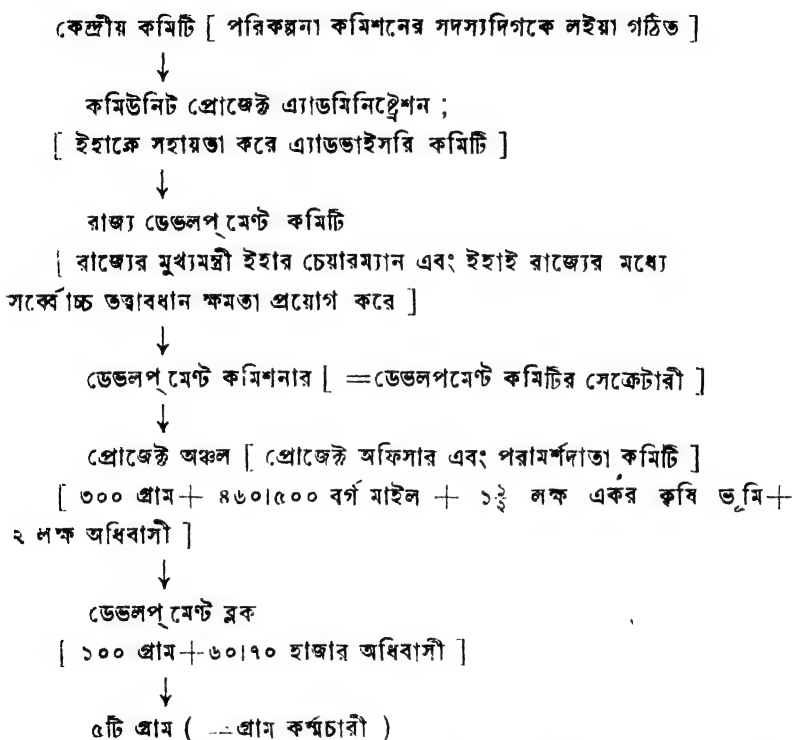 কেন্দ্রীয় কমিটি [ পরিকল্পনা কমিশনের সদস্যদিগকে লইয়া গঠিত ]
↓
কমিউনিট প্রোজেক্ট এ্যাডমিনিষ্ট্রেশন ;
[ ইহাকে সহায়তা করে এ্যাডভাইসরি কমিটি ]
↓
রাজ্য ডেভলপ্‌মেণ্ট কমিটি
[ রাজ্যের মুখ্যমন্ত্রী ইহার চেয়ারম্যান এবং ইহাই রাজ্যের মধ্যে
সর্ব্বোচ্চ তত্ত্বাবধান ক্ষমতা প্রয়োগ করে ]
↓
ডেভলপ্‌মেণ্ট কমিশনার [ =ডেভলপমেণ্ট কমিটির সেক্রেটারী ]
↓
প্রোজেক্ট অঞ্চল [ প্রোজেক্ট অফিসার এবং পরামর্শদাতা কমিটি ]
[ ৩০০ গ্রাম+ ৪৬০।৫০০ বর্গ মাইল + ১½ লক্ষ একর কৃষি ভূমি+
২ লক্ষ অধিবাসী ]
↓
ডেভলপ্‌মেণ্ট ব্লক
[ ১০০ গ্রাম+৬০।৭০ হাজার অধিবাসী ]
↓
৫টি গ্রাম ( =গ্রাম কর্ম্মচারী )